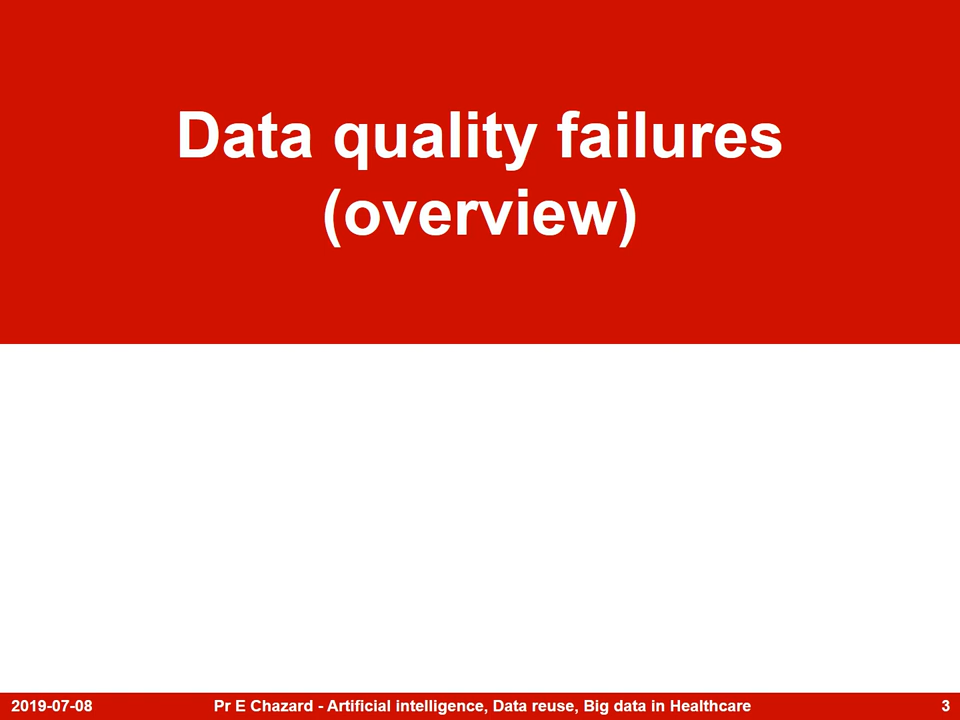 Data quality failures
(overview)
2019-07-08 Pr E Chazard - Artificial intelligence, Data reuse, Big data in Healthcare 3